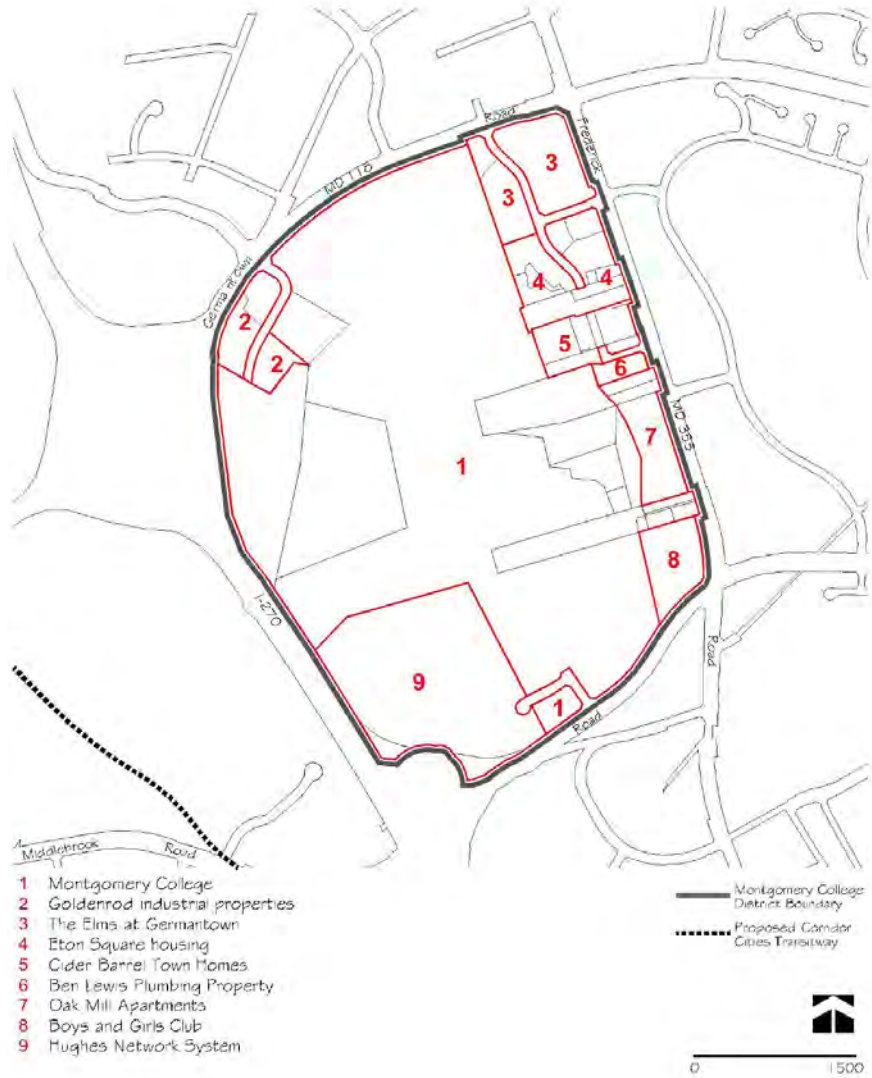 Road
Frederick
3
MD 118
3
4
4
Germantown
2
5
2
6
MD 355
7
1
8
I-270
Road
9
1
Road
Middlebrook Road
1 Montgomery College
2 Goldenrod industrial properties
3 The Elms at Germantown
4 Eton Square housing
5 Cider Barrel Town Homes
6 Ben Lewis Plumbing Property
7 Oak Mill Apartments
8 Boys and Girls Club
9 Hughes Network System
Montgomery College
District Boundary
Proposed Corridor
Cities Transitway
0 1500